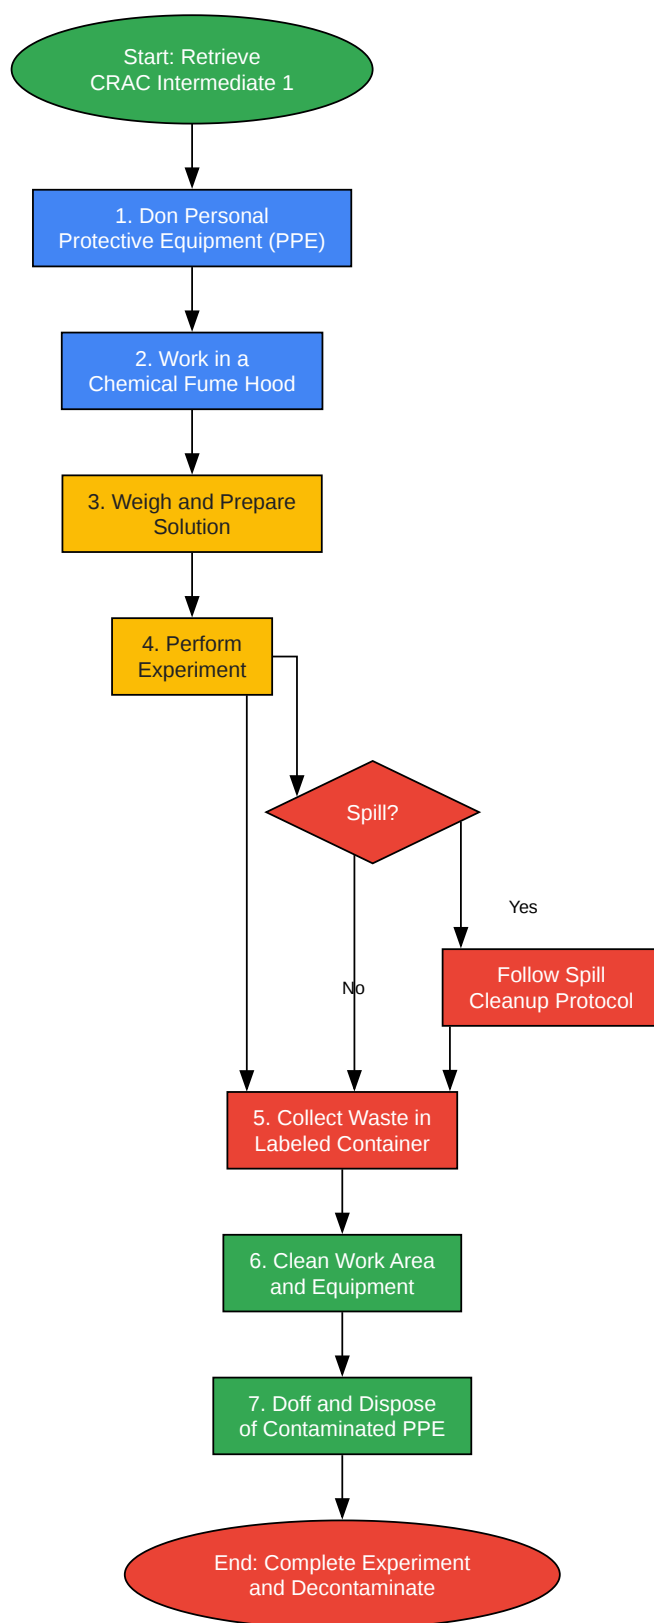 Start: Retrieve
CRAC Intermediate 1
1. Don Personal
Protective Equipment (PPE)
2. Work in a
Chemical Fume Hood
3. Weigh and Prepare
Solution
4. Perform
Experiment
Spill?
Yes
Follow Spill
Cleanup Protocol
No
5. Collect Waste in
Labeled Container
6. Clean Work Area
and Equipment
7. Doff and Dispose
of Contaminated PPE
End: Complete Experiment
and Decontaminate